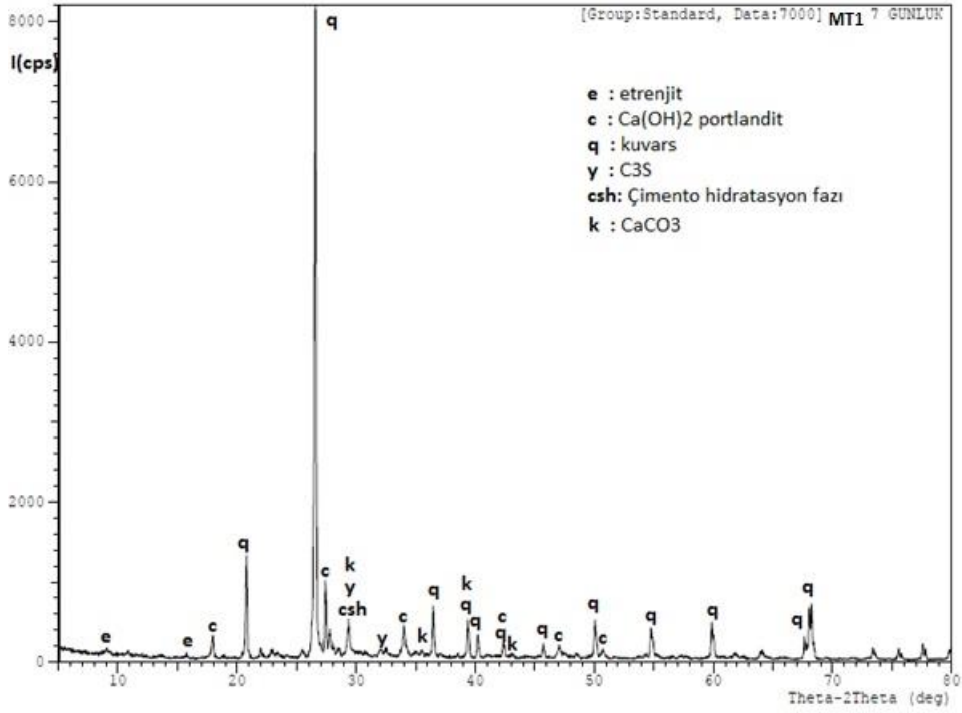 [Group:Standard, Data:7000] MT1 7 GUNLUK
8000
q
I(cps)
e : etrenjit
c : Ca(OH)2 portlandit
q : kuvars
y : C3S
csh: Çimento hidratasyon fazı
k : CaCO3
6000
4000
2000
q
c
k
y
csh
e
e
c
y
c
k
q
k
q
q
c
q
k
q
c
q
c
q
q
q
q
0
10
20
30
40
50
60
70
80
Theta-2Theta (deg)